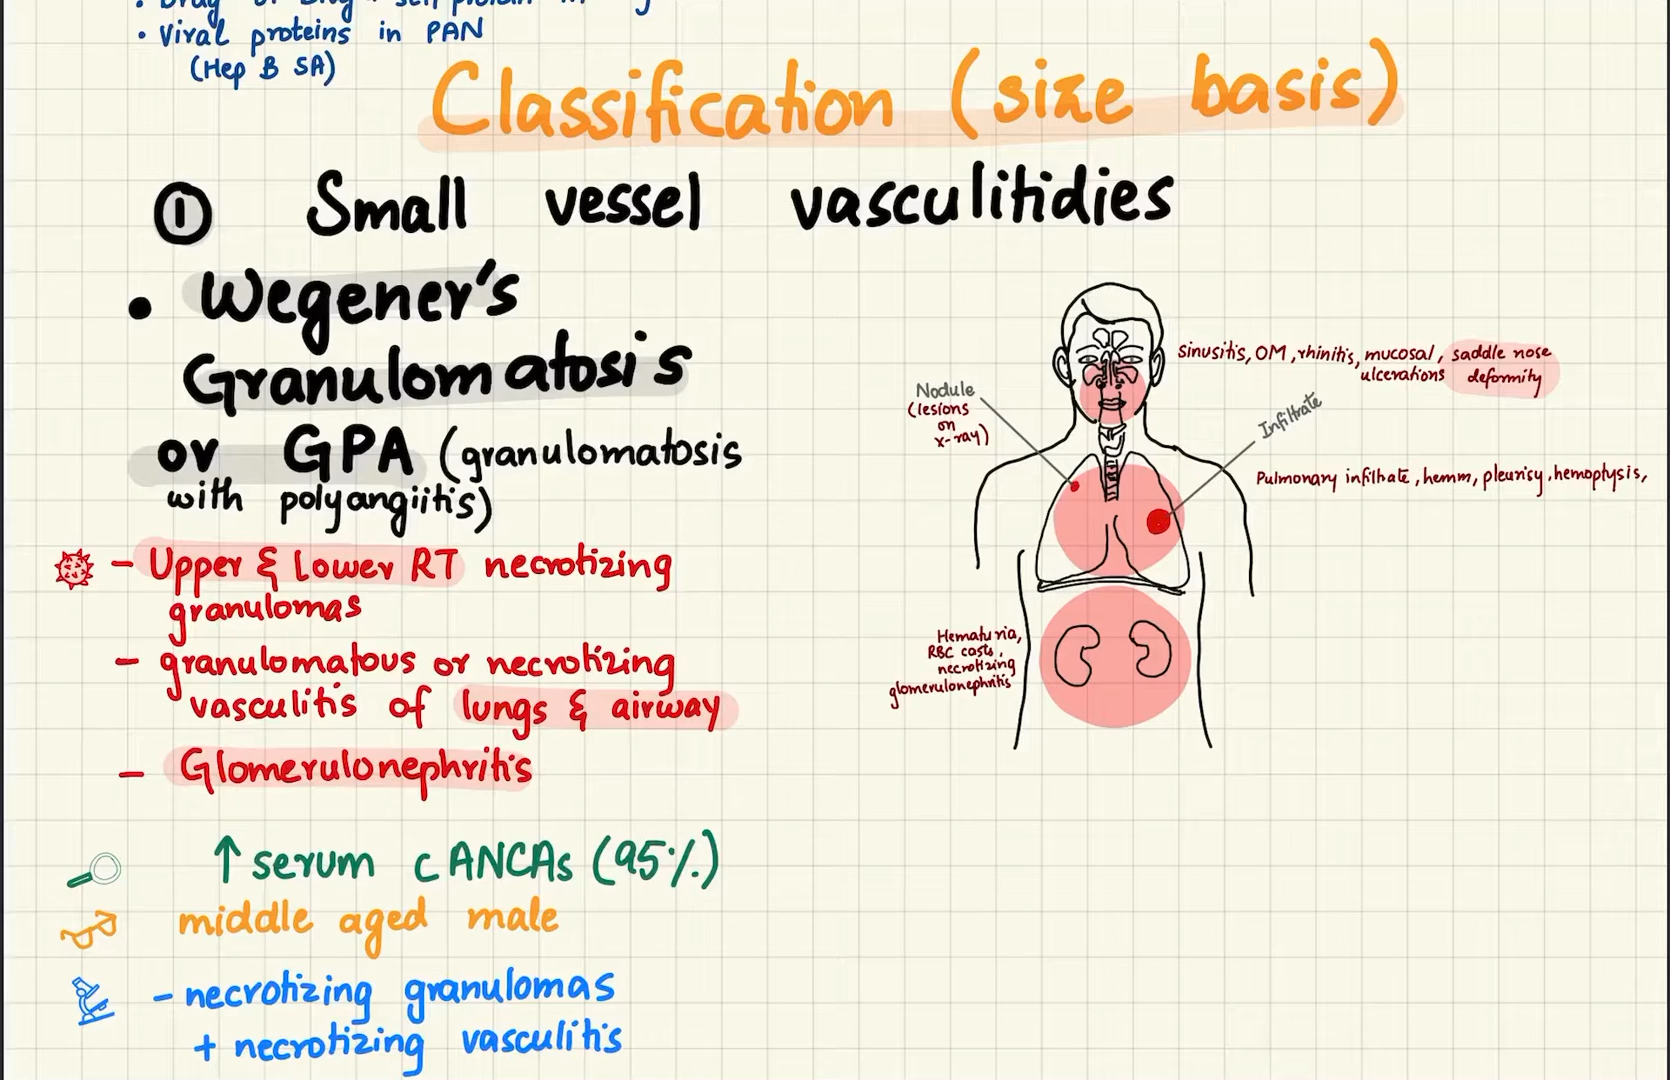 • Viral proteins in PAN
(Hep B SA)
Classification (size basis)
① Small vessel vasculitidies
• Wegener's
Granulomatosis
or GPA (granulomatosis
with polyangiitis)
- Upper & Lower RT necrotizing
granulomas
- granulomatous or necrotizing
vasculitis of lungs & airway
- Glomerulonephritis
↑ serum cANCAs (95%)
middle aged male
- necrotizing granulomas
+ necrotizing vasculitis
Sinusitis, OM, rhinitis, mucosal, saddle nose
ulcerations deformity
Nodule
(lesions
on
x-ray)
Infiltrate
Pulmonary infiltrate, hemm, pleurisy, hemoptysis,
Hematuria,
RBC casts,
necrotizing
glomerulonephritis